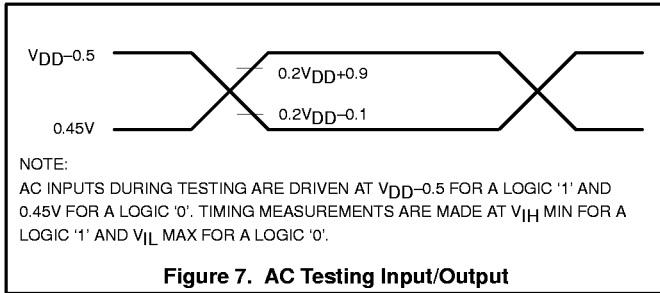 VDD–0.5
0.2VDD+0.9
0.2VDD–0.1
0.45V
NOTE:
AC INPUTS DURING TESTING ARE DRIVEN AT VDD–0.5 FOR A LOGIC ‘1’ AND
0.45V FOR A LOGIC ‘0’. TIMING MEASUREMENTS ARE MADE AT VIH MIN FOR A
LOGIC ‘1’ AND VIL MAX FOR A LOGIC ‘0’.
Figure 7. AC Testing Input/Output